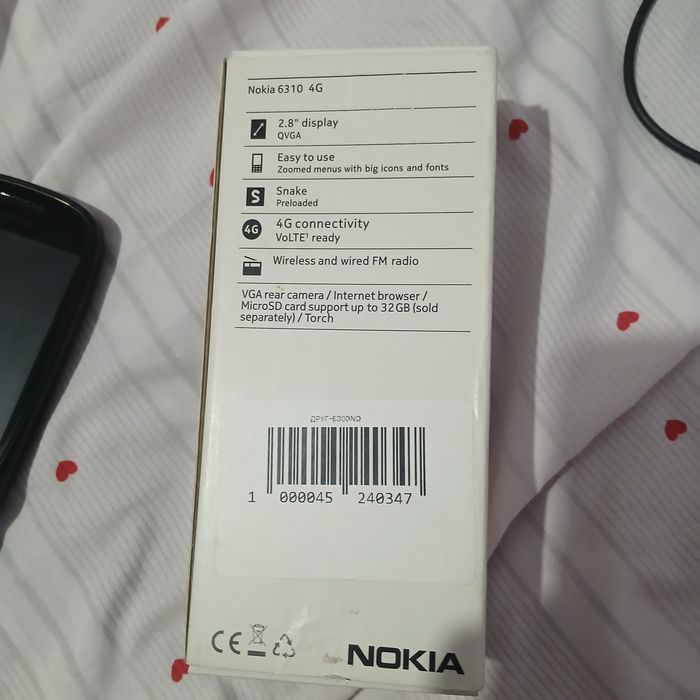 Nokia 6310 4G
2.8" display
QVGA
Easy to use
Zoomed menus with big icons and fonts
S
Snake
Preloaded
4G
4G connectivity
VoLTE¹ ready
Wireless and wired FM radio
VGA rear camera / Internet browser /
MicroSD card support up to 32GB (sold
separately) / Torch
1 000045 240347
CE
NOKIA